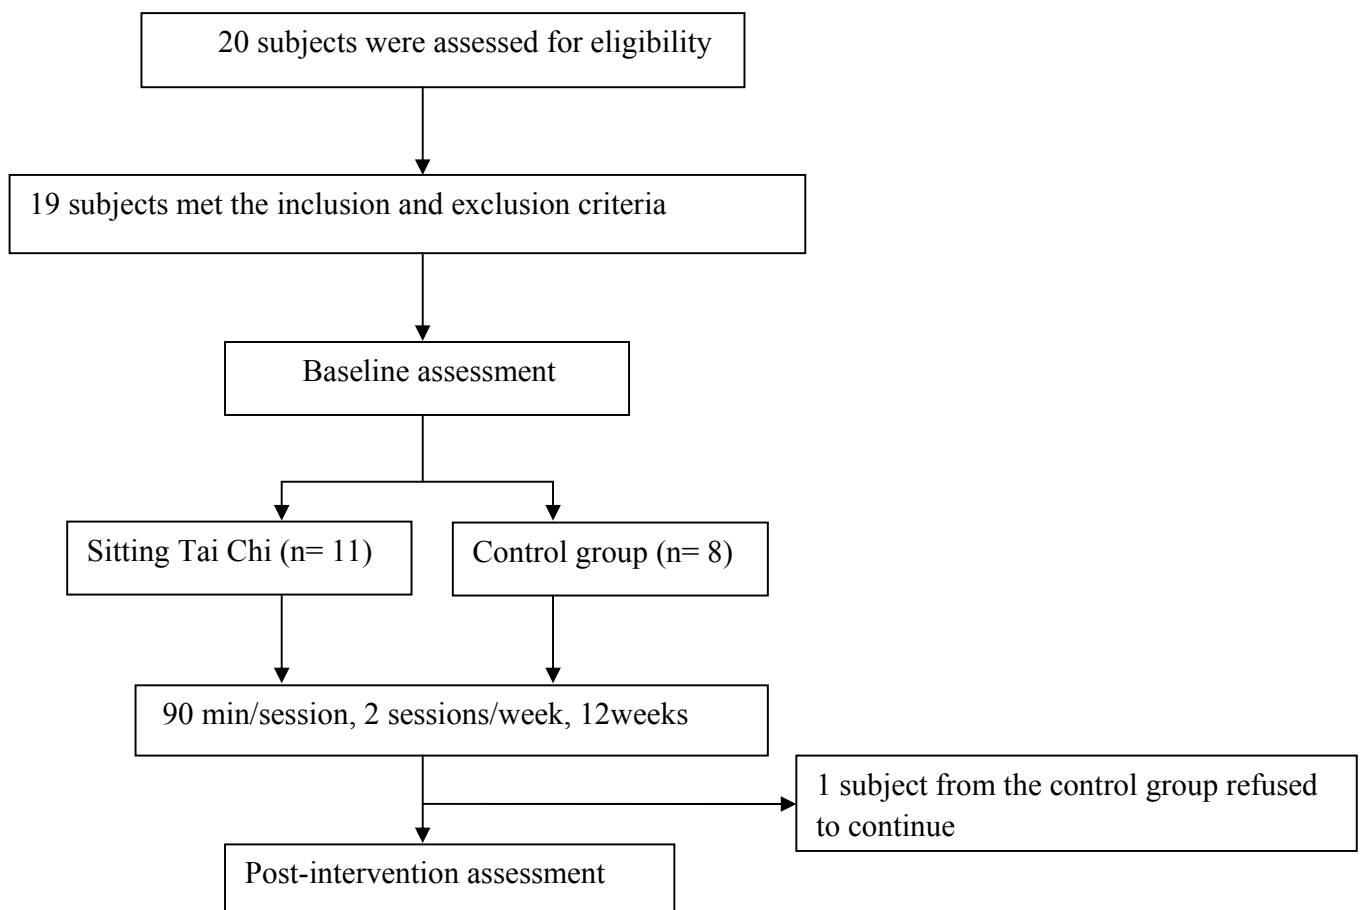 20 subjects were assessed for eligibility
19 subjects met the inclusion and exclusion criteria
Baseline assessment
Sitting Tai Chi (n= 11)
Control group (n= 8)
90 min/session, 2 sessions/week, 12weeks
1 subject from the control group refused
to continue
Post-intervention assessment